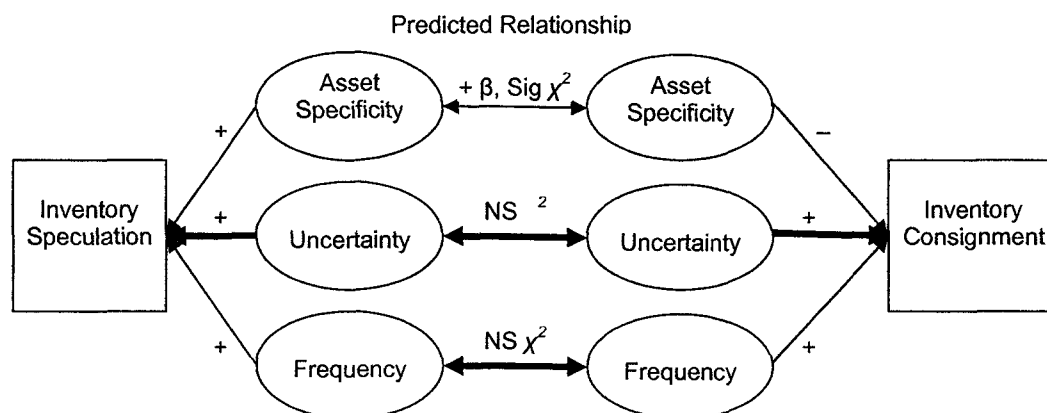 Predicted Relationship
Asset
Specificity
+ β, Sig χ²
Asset
Specificity
+
–
Inventory
Speculation
+
Uncertainty
NS ²
Uncertainty
+
Inventory
Consignment
+
Frequency
NS χ²
Frequency
+